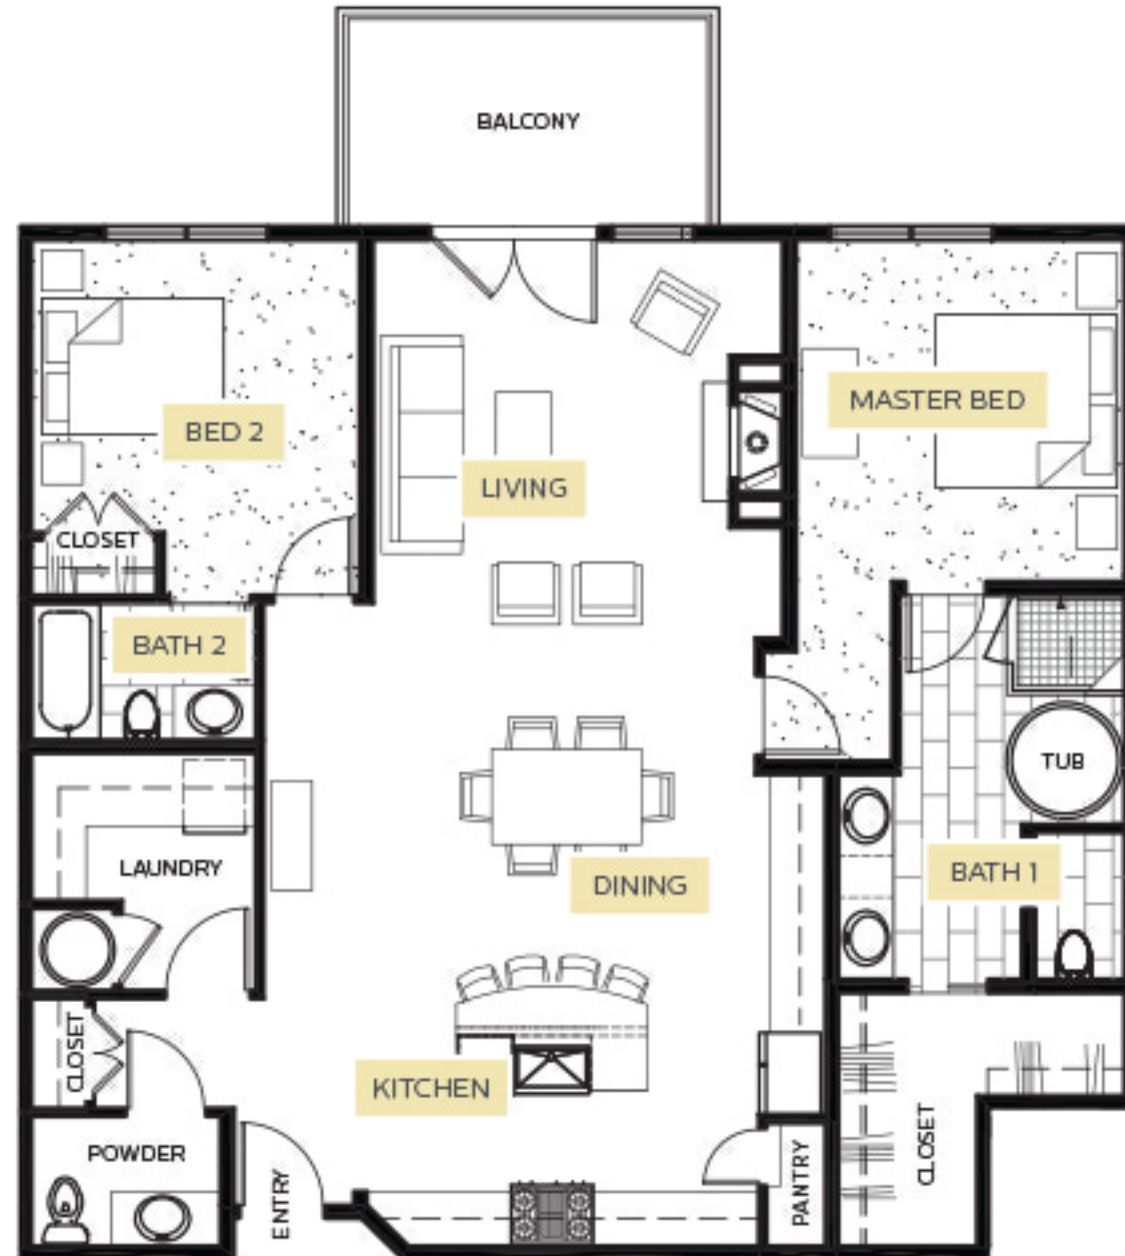 BALCONY
MASTER BED
BED 2
LIVING
CLOSET
BATH 2
TUB
LAUNDRY
BATH 1
DINING
CLOSET
KITCHEN
CLOSET
POWDER
ENTRY
PANTRY